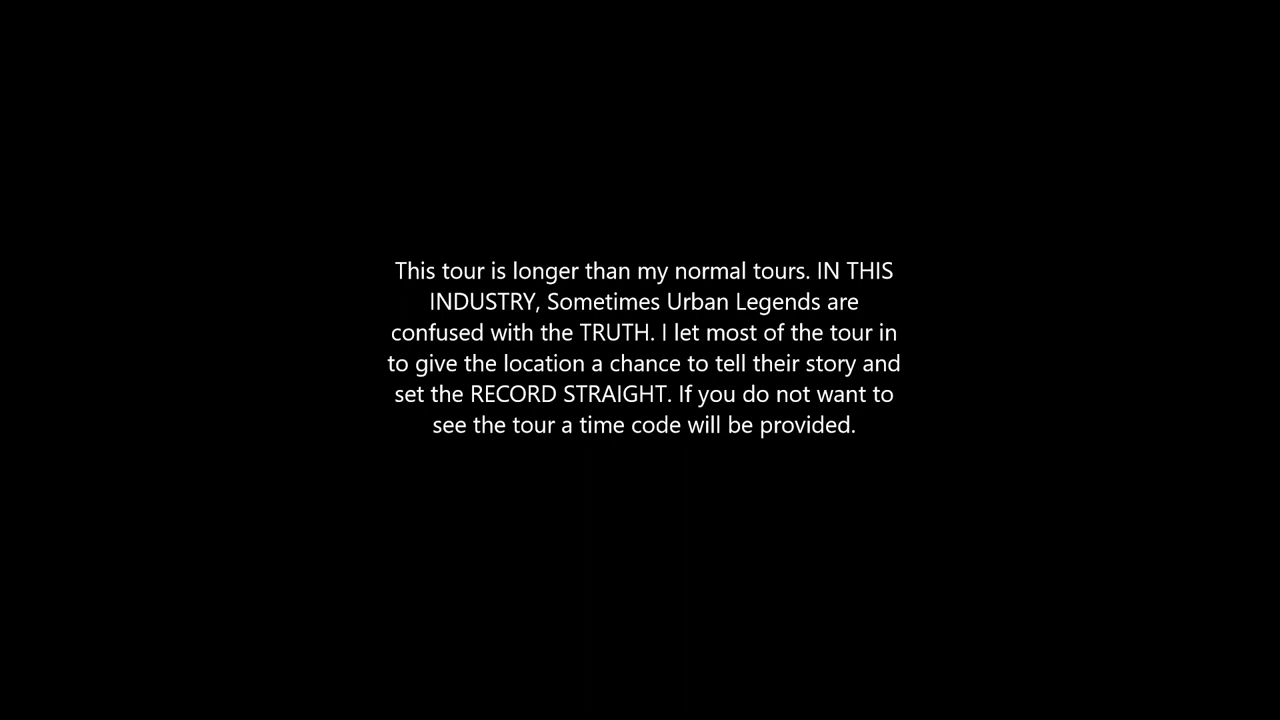 This tour is longer than my normal tours. IN THIS
INDUSTRY, Sometimes Urban Legends are
confused with the TRUTH. I let most of the tour in
to give the location a chance to tell their story and
set the RECORD STRAIGHT. If you do not want to
see the tour a time code will be provided.